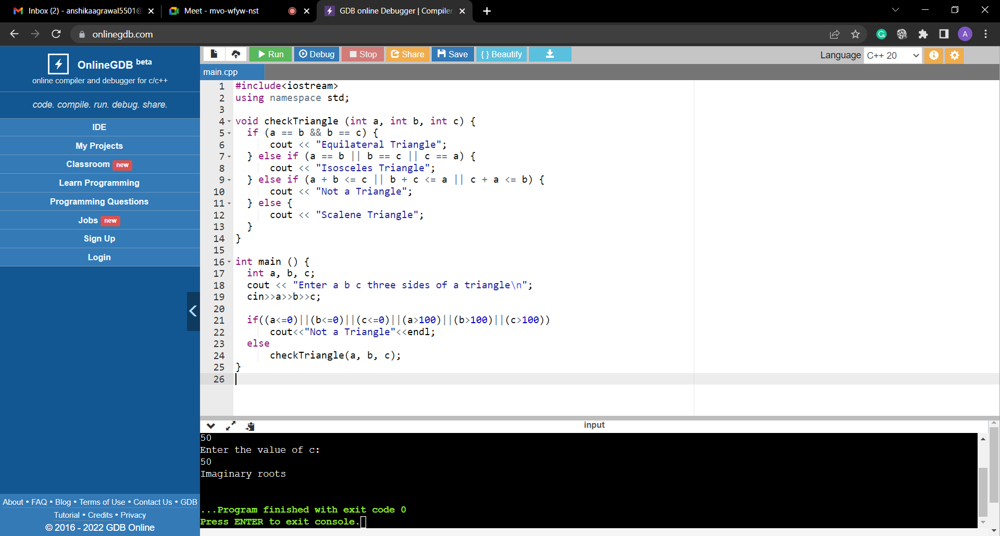 Inbox (2) - anshikaagrawal5501@
Meet - mvo-wfyw-nst
GDB online Debugger | Compiler
onlinegdb.com
A
OnlineGDB beta
online compiler and debugger for c/c++
code. compile. run. debug. share.
IDE
My Projects
Classroom new
Learn Programming
Programming Questions
Jobs new
Sign Up
Login
About • FAQ • Blog • Terms of Use • Contact Us • GDB
Tutorial • Credits • Privacy
© 2016 - 2022 GDB Online
Run Debug Stop Share Save {} Beautify
Language C++ 20
main.cpp
1 #include<iostream>
2 using namespace std;
3
4 void checkTriangle (int a, int b, int c) {
5 if (a == b && b == c) {
6 cout << "Equilateral Triangle";
7 } else if (a == b || b == c || c == a) {
8 cout << "Isosceles Triangle";
9 } else if (a + b <= c || b + c <= a || c + a <= b) {
10 cout << "Not a Triangle";
11 } else {
12 cout << "Scalene Triangle";
13 }
14 }
15
16 int main () {
17 int a, b, c;
18 cout << "Enter a b c three sides of a triangle\n";
19 cin>>a>>b>>c;
20
21 if((a<=0)||(b<=0)||(c<=0)||(a>100)||(b>100)||(c>100))
22 cout<<"Not a Triangle"<<endl;
23 else
24 checkTriangle(a, b, c);
25 }
26
input
50
Enter the value of c:
50
Imaginary roots
...Program finished with exit code 0
Press ENTER to exit console.